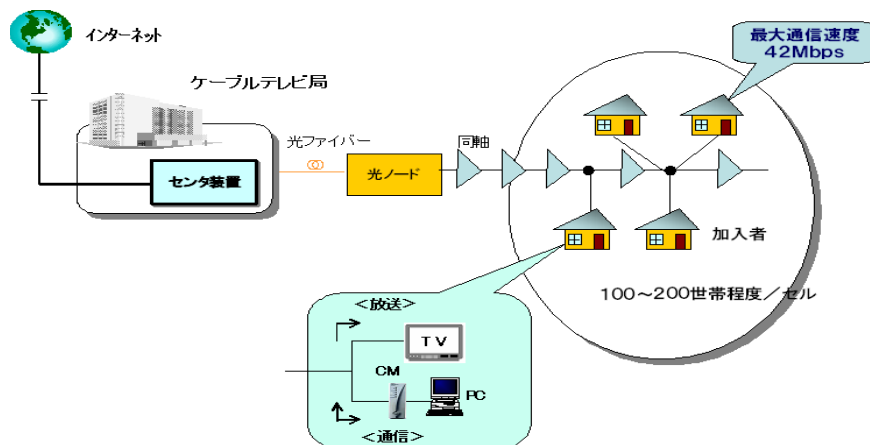 インターネット
最大通信速度
42Mbps
ケーブルテレビ局
光ファイバー
同軸
センタ装置
光ノード
加入者
100～200世帯程度／セル
＜放送＞
TV
CM
PC
＜通信＞